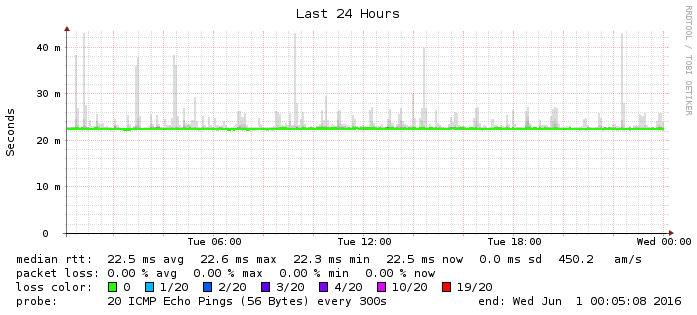 Last 24 Hours
RRDTOOL / TOBI OETIKER
Seconds
40 m
30 m
20 m
10 m
0
Tue 06:00 Tue 12:00 Tue 18:00 Wed 00:00
median rtt: 22.5 ms avg 22.6 ms max 22.3 ms min 22.5 ms now 0.0 ms sd 450.2 am/s
packet loss: 0.00 % avg 0.00 % max 0.00 % min 0.00 % now
loss color: 0 1/20 2/20 3/20 4/20 10/20 19/20
probe: 20 ICMP Echo Pings (56 Bytes) every 300s end: Wed Jun 1 00:05:08 2016